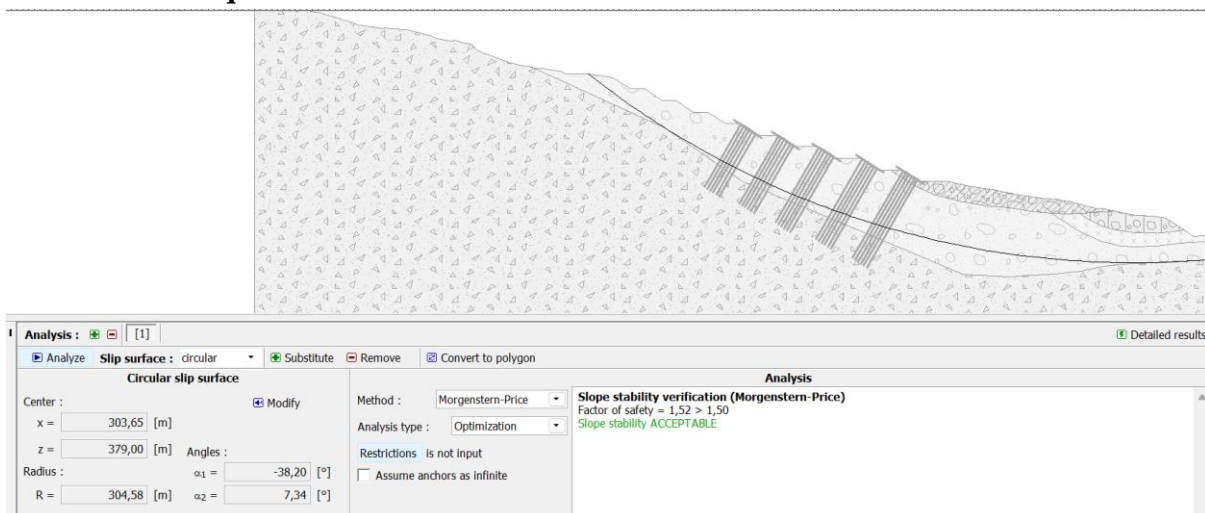 Analysis : [1] Detailed results
Analyze Slip surface : circular Substitute Remove Convert to polygon
Circular slip surface
Center : Modify
x = 303,65 [m]
z = 379,00 [m] Angles :
Radius : α1 = -38,20 [°]
R = 304,58 [m] α2 = 7,34 [°]
Method : Morgenstern-Price
Analysis type : Optimization
Restrictions is not input
Assume anchors as infinite
Analysis
Slope stability verification (Morgenstern-Price)
Factor of safety = 1,52 > 1,50
Slope stability ACCEPTABLE